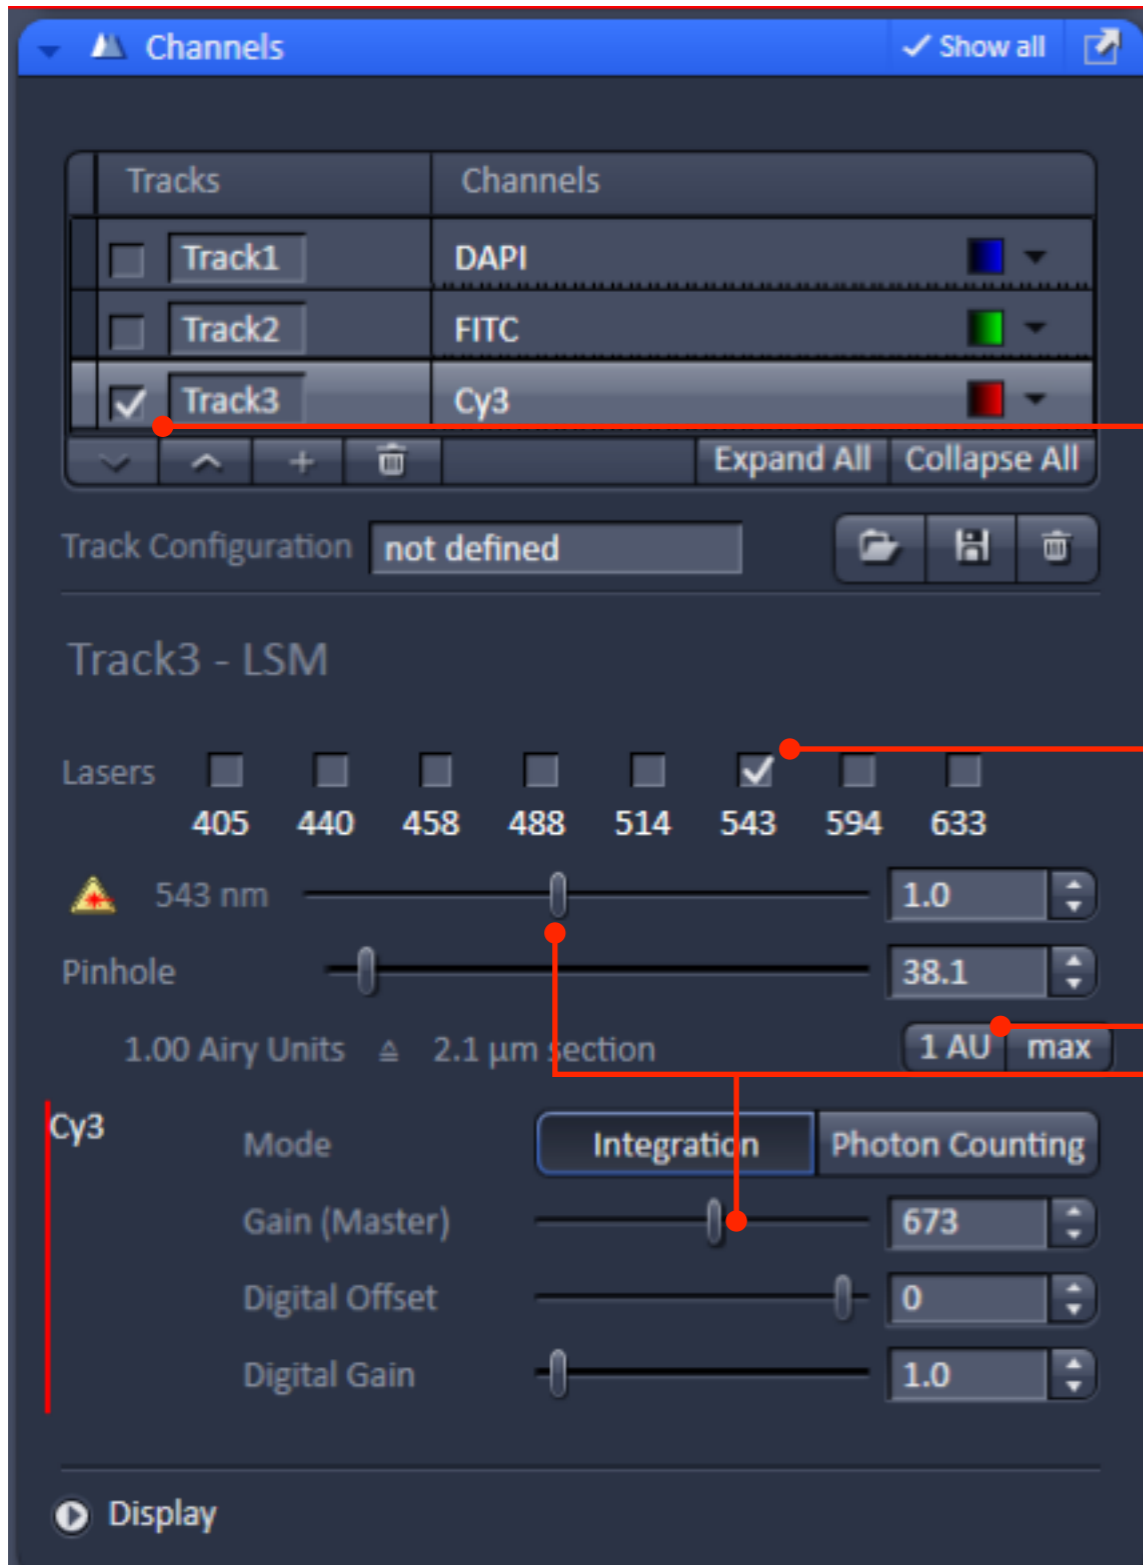 Channels Show all
Tracks Channels
Track1 DAPI
Track2 FITC
Track3 Cy3
Expand All Collapse All
Track Configuration not defined
Track3 - LSM
Lasers
405 440 458 488 514 543 594 633
543 nm 1.0
Pinhole 38.1
1.00 Airy Units ≙ 2.1 µm section 1 AU max
Cy3 Mode Integration Photon Counting
Gain (Master) 673
Digital Offset 0
Digital Gain 1.0
Display